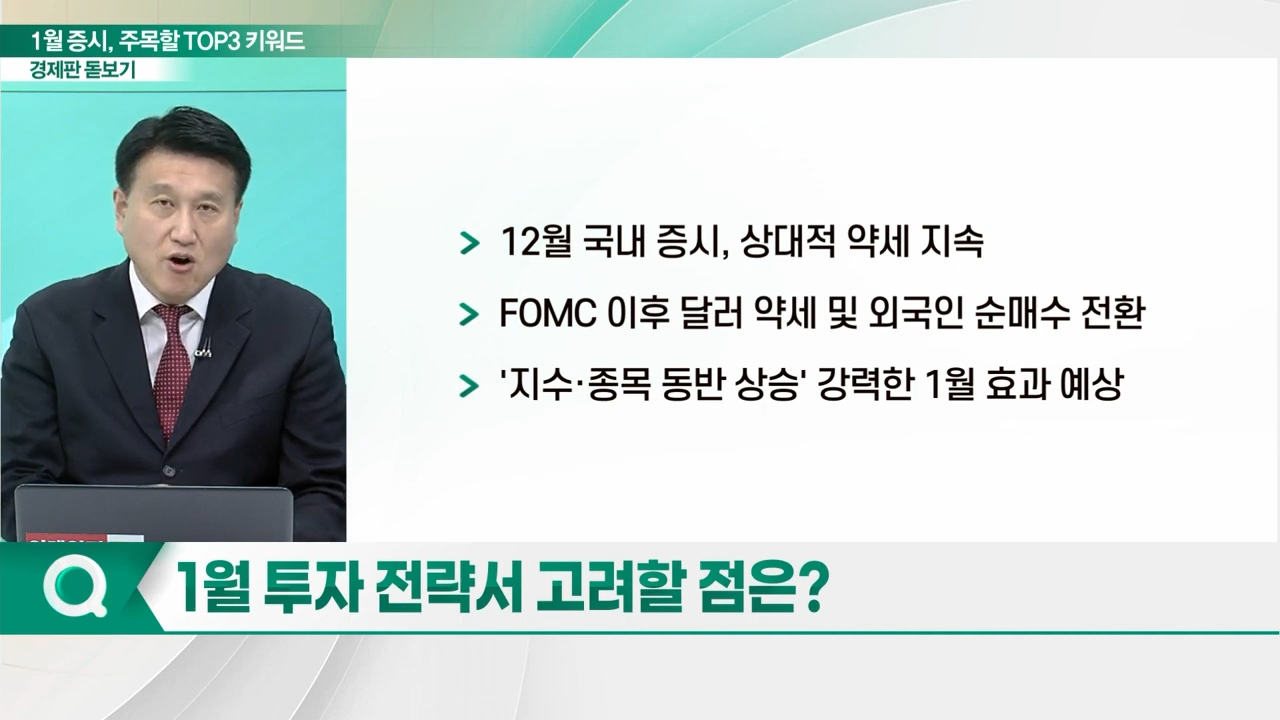 1월 증시, 주목할 TOP3 키워드
경제판 돋보기
12월 국내 증시, 상대적 약세 지속
FOMC 이후 달러 약세 및 외국인 순매수 전환
'지수·종목 동반 상승' 강력한 1월 효과 예상
Q 1월 투자 전략서 고려할 점은?